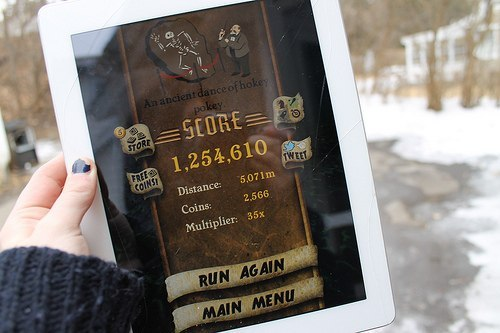 An ancient dance of hokey
pokey
SCORE
1,254,610
5
STORE
TWEET
FREE
COINS!
Distance: 5,071m
Coins: 2,566
Multiplier: 35x
RUN AGAIN
MAIN MENU